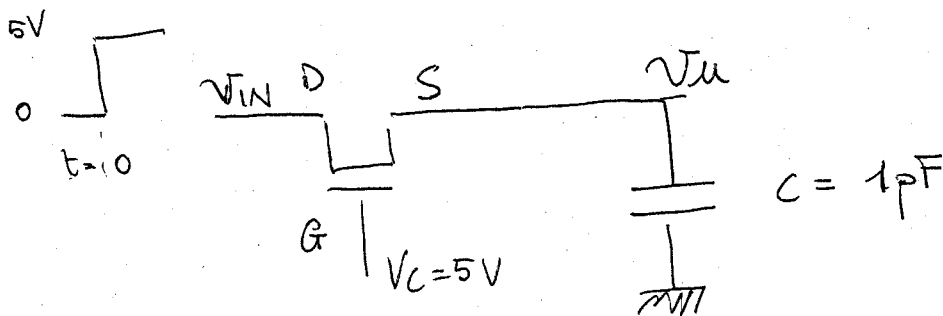 5V
0
t=0
VIN D S Vu
G
VC=5V
C = 1pF